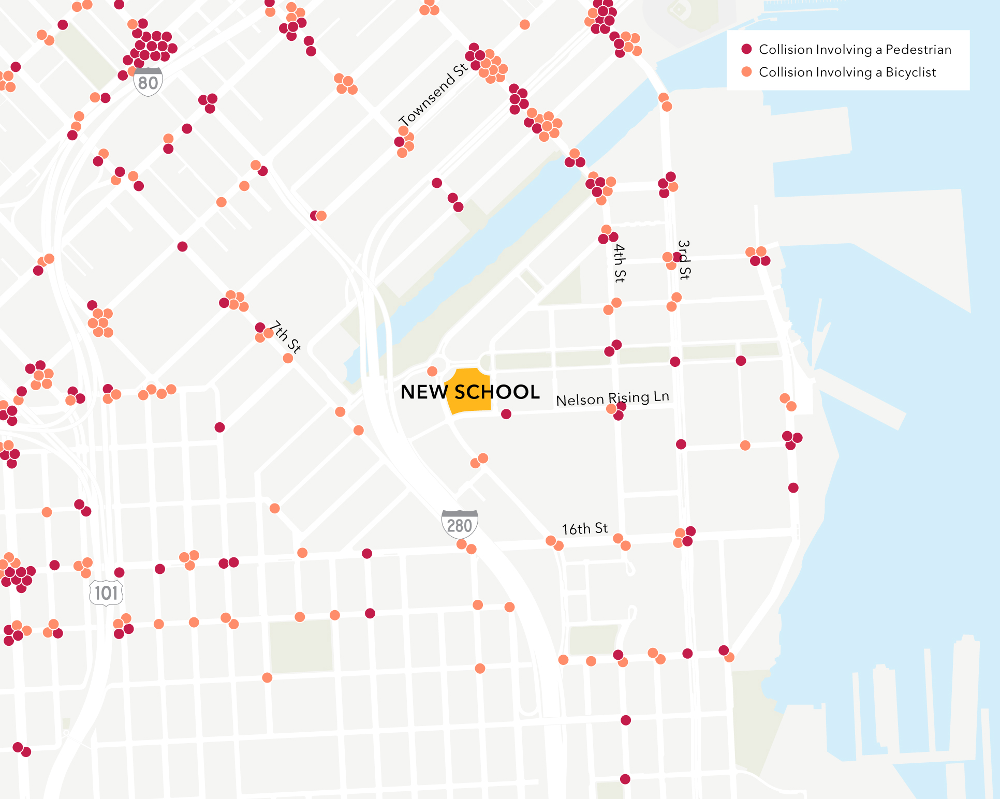 Collision Involving a Pedestrian
Collision Involving a Bicyclist
80
Townsend St
4th St
3rd St
7th St
NEW SCHOOL
Nelson Rising Ln
280
16th St
101